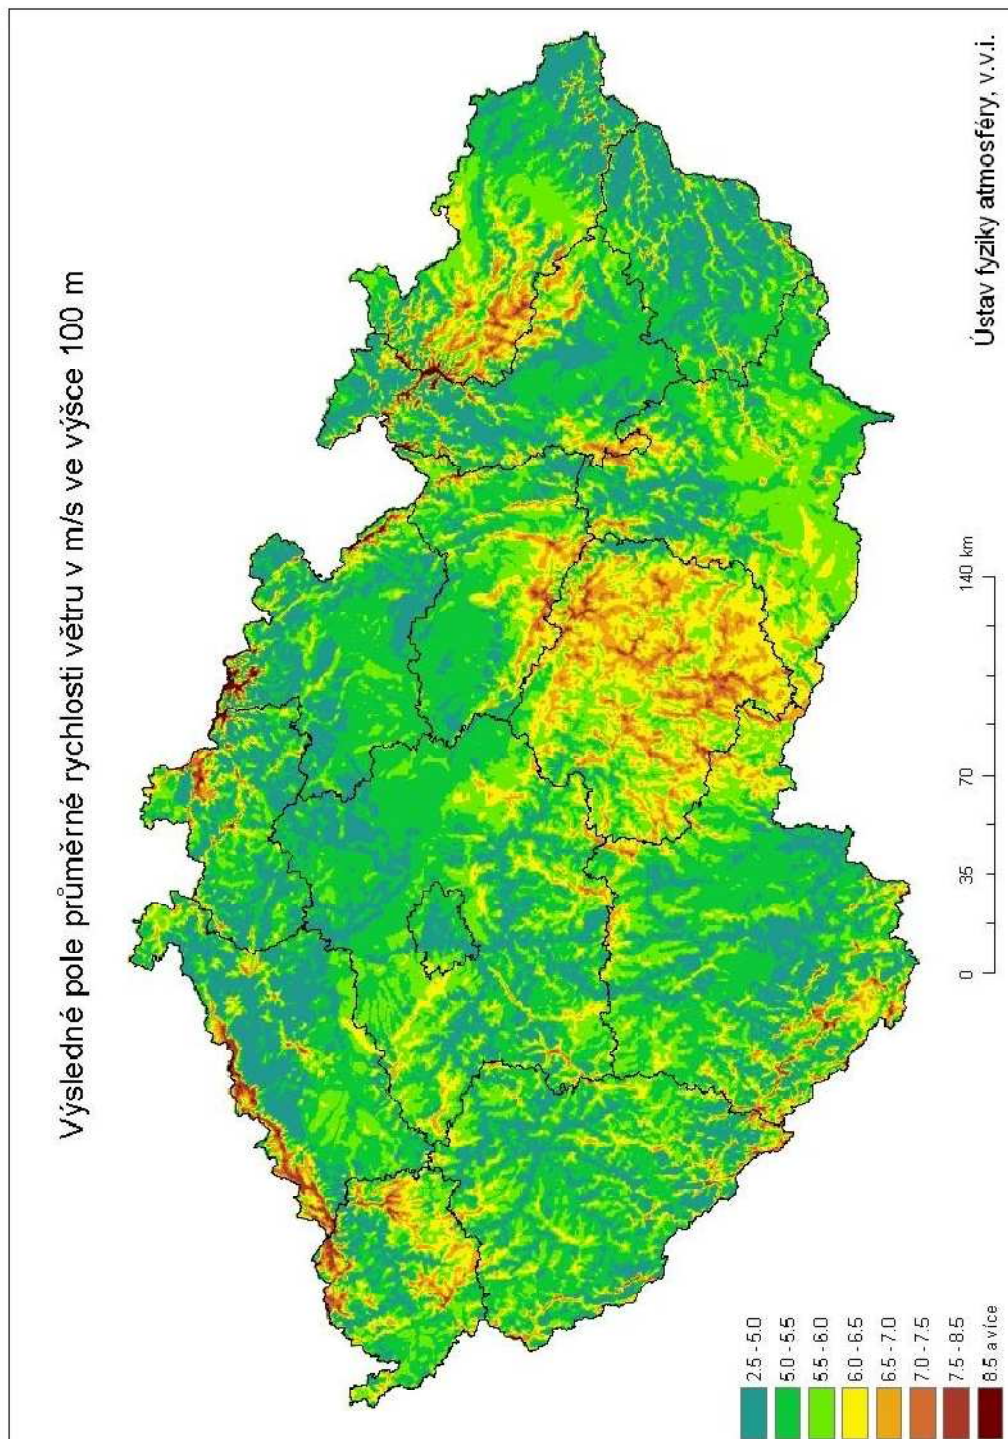 Výsledné pole průměrné rychlosti větru v m/s ve výšce 100 m
2.5 - 5.0
5.0 - 5.5
5.5 - 6.0
6.0 - 6.5
6.5 - 7.0
7.0 - 7.5
7.5 - 8.5
8.5 a více
0 35 70 140 km
Ústav fyziky atmosféry, v.v.i.